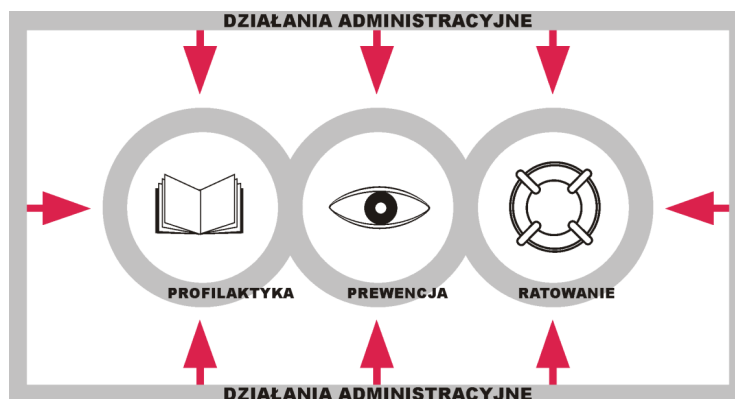 DZIAŁANIA ADMINISTRACYJNE
PROFILAKTYKA
PREWENCJA
RATOWANIE
DZIAŁANIA ADMINISTRACYJNE